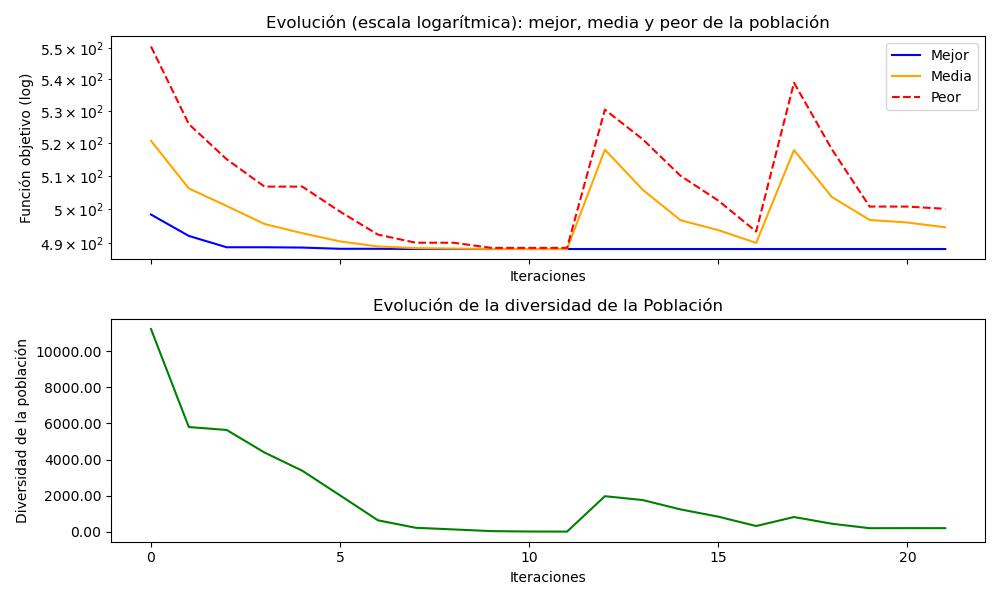 Evolución (escala logarítmica): mejor, media y peor de la población
Función objetivo (log)
5.5 × 10²
5.4 × 10²
5.3 × 10²
5.2 × 10²
5.1 × 10²
5 × 10²
4.9 × 10²
Mejor
Media
Peor
Iteraciones
Evolución de la diversidad de la Población
Diversidad de la población
10000.00
8000.00
6000.00
4000.00
2000.00
0.00
0 5 10 15 20
Iteraciones